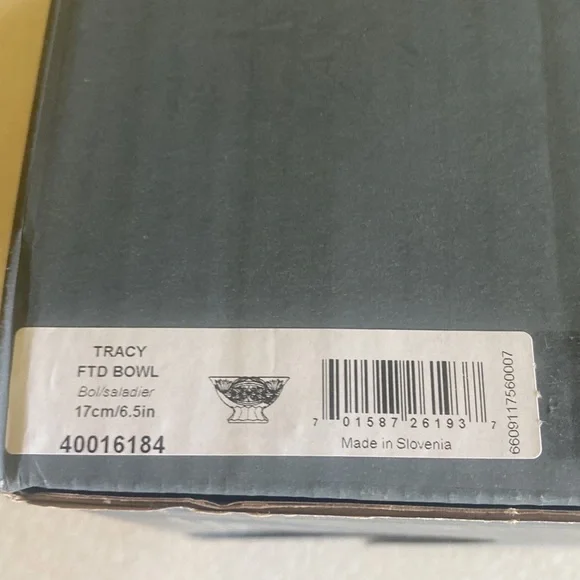 TRACY
FTD BOWL
Bol/saladier
17cm/6.5in
40016184
7 01587 26193 7
Made in Slovenia
6609117560007